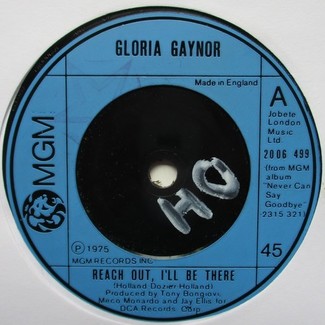 GLORIA GAYNOR
Made in England
A
Jobete
London
Music
Ltd.
2006 499
(from MGM
album
"Never Can
Say
Goodbye"
2315 321)
MGM
HO
℗ 1975
MGM RECORDS INC
45
REACH OUT, I'LL BE THERE
(Holland/Dozier/Holland)
Produced by Tony Bongiovi,
Meco Monardo and Jay Ellis for
DCA Records. Corp